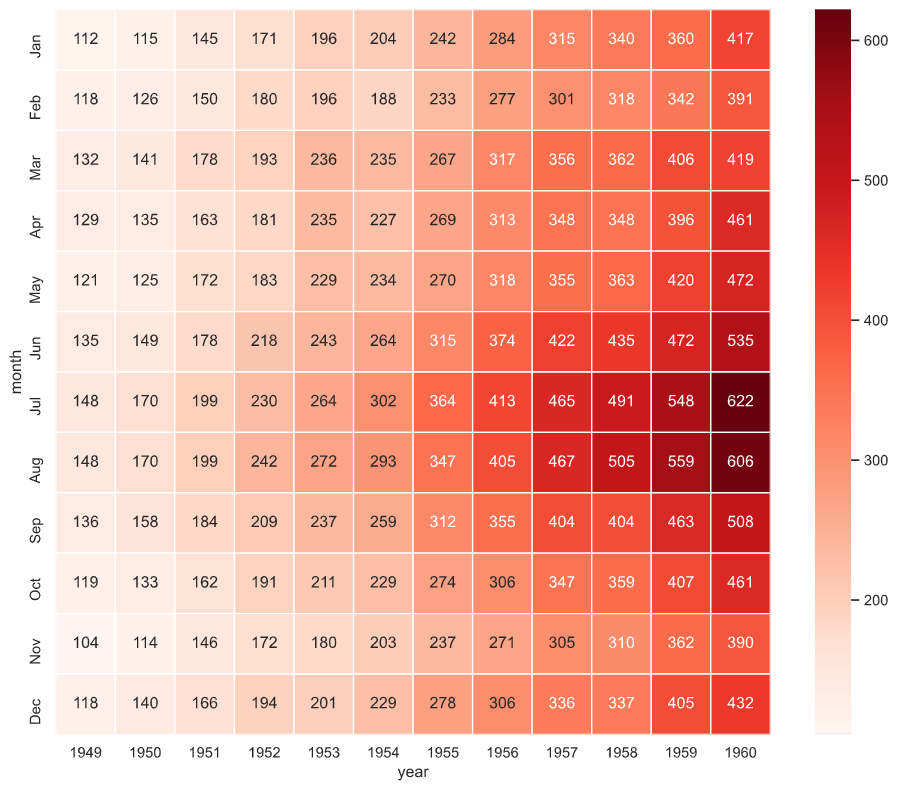 Jan 112 115 145 171 196 204 242 284 315 340 360 417
Feb 118 126 150 180 196 188 233 277 301 318 342 391
Mar 132 141 178 193 236 235 267 317 356 362 406 419
Apr 129 135 163 181 235 227 269 313 348 348 396 461
May 121 125 172 183 229 234 270 318 355 363 420 472
Jun 135 149 178 218 243 264 315 374 422 435 472 535
Jul 148 170 199 230 264 302 364 413 465 491 548 622
Aug 148 170 199 242 272 293 347 405 467 505 559 606
Sep 136 158 184 209 237 259 312 355 404 404 463 508
Oct 119 133 162 191 211 229 274 306 347 359 407 461
Nov 104 114 146 172 180 203 237 271 305 310 362 390
Dec 118 140 166 194 201 229 278 306 336 337 405 432
1949 1950 1951 1952 1953 1954 1955 1956 1957 1958 1959 1960
year
month
600
500
400
300
200